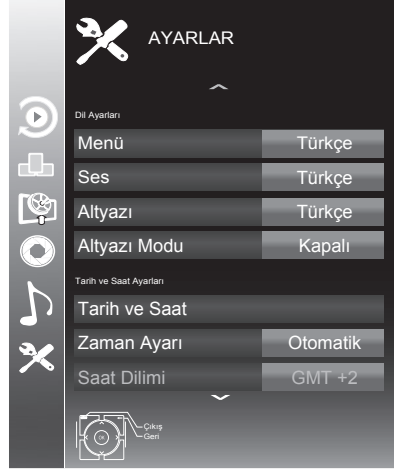 AYARLAR
Dil Ayarları
Menü Türkçe
Ses Türkçe
Altyazı Türkçe
Altyazı Modu Kapalı
Tarih ve Saat Ayarları
Tarih ve Saat
Zaman Ayarı Otomatik
Saat Dilimi GMT +2
Çıkış
Geri